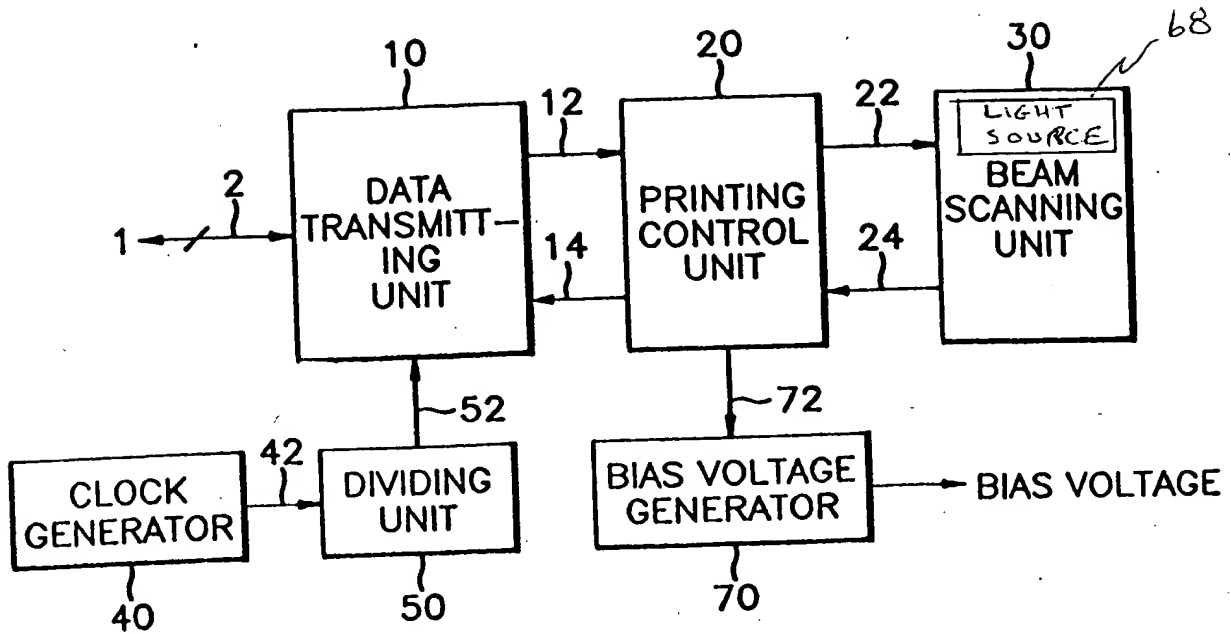 68
10
20
30
12
22
LIGHT
SOURCE
2
1
DATA
TRANSMITT-
ING
UNIT
PRINTING
CONTROL
UNIT
BEAM
SCANNING
UNIT
14
24
52
72
42
CLOCK
GENERATOR
DIVIDING
UNIT
BIAS VOLTAGE
GENERATOR
BIAS VOLTAGE
40
50
70